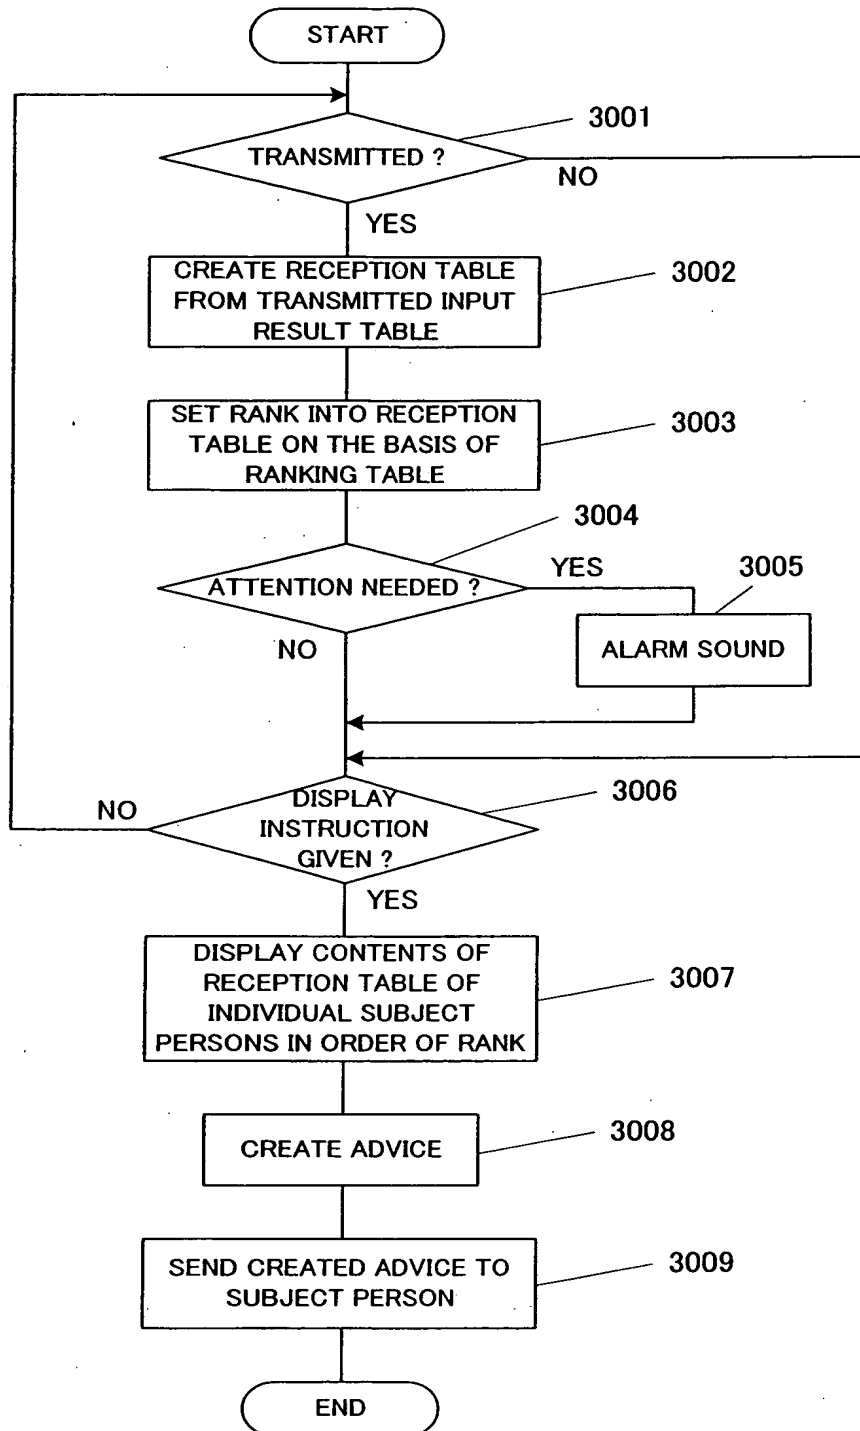 START
3001
TRANSMITTED ?
NO
YES
CREATE RECEPTION TABLE
FROM TRANSMITTED INPUT
RESULT TABLE
3002
SET RANK INTO RECEPTION
TABLE ON THE BASIS OF
RANKING TABLE
3003
3004
ATTENTION NEEDED ?
YES
3005
ALARM SOUND
NO
3006
NO
DISPLAY
INSTRUCTION
GIVEN ?
YES
DISPLAY CONTENTS OF
RECEPTION TABLE OF
INDIVIDUAL SUBJECT
PERSONS IN ORDER OF RANK
3007
CREATE ADVICE
3008
SEND CREATED ADVICE TO
SUBJECT PERSON
3009
END